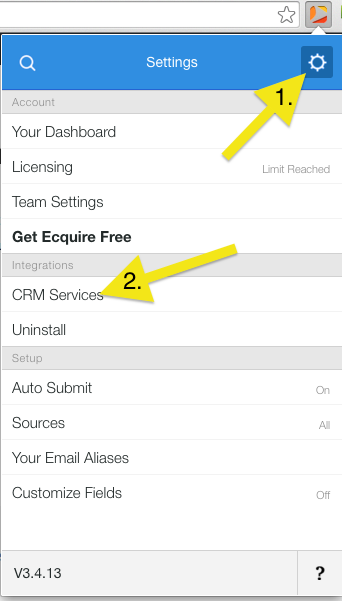 Settings
1.
Account
Your Dashboard
Licensing Limit Reached
Team Settings
Get Ecquire Free
Integrations
CRM Services
2.
Uninstall
Setup
Auto Submit On
Sources All
Your Email Aliases
Customize Fields Off
V3.4.13 ?